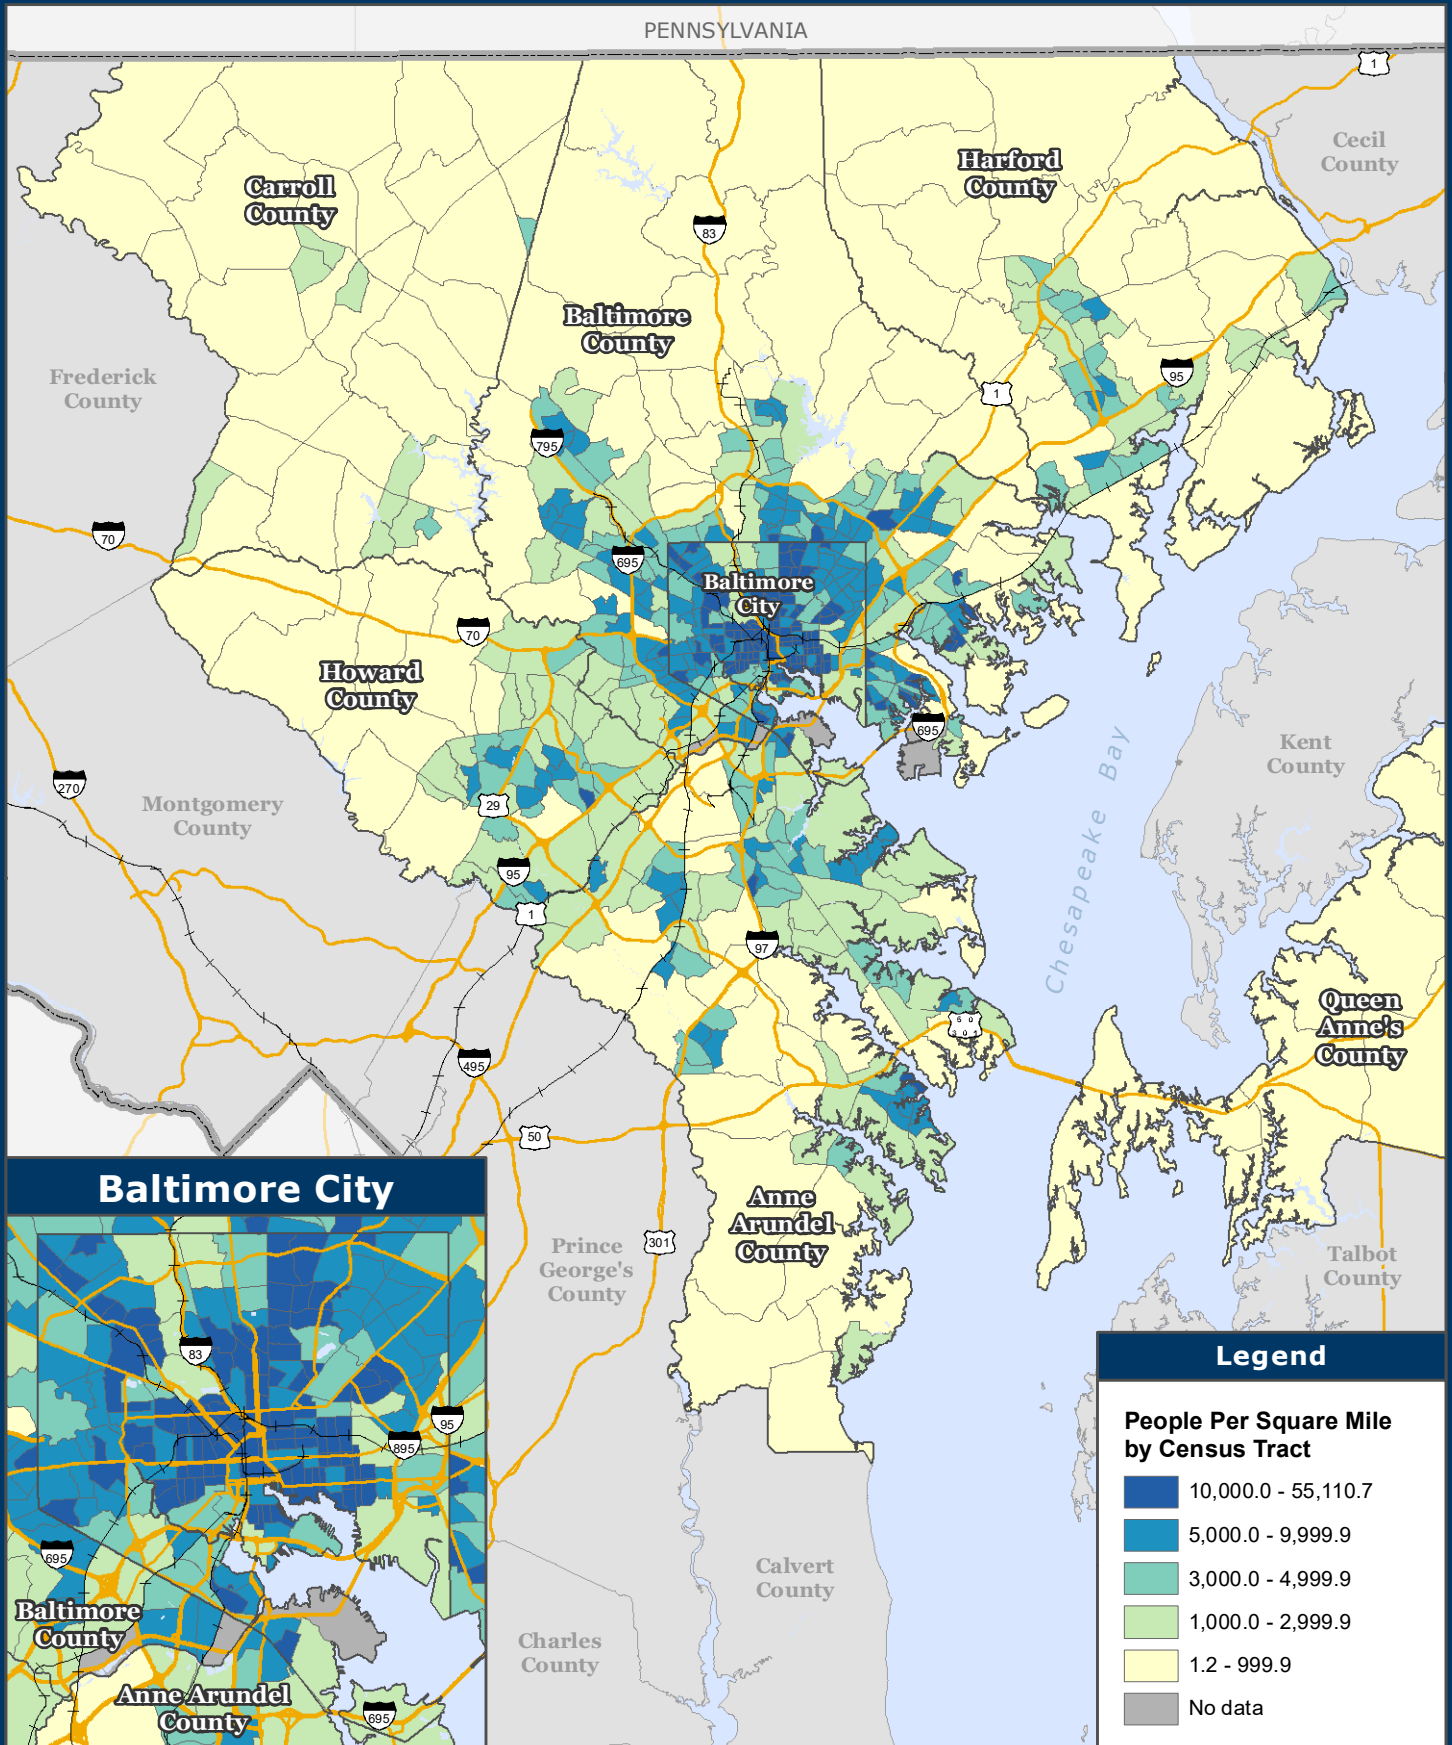 PENNSYLVANIA
1
Cecil
County
Harford
County
Carroll
County
83
Baltimore
County
Frederick
County
95
1
795
70
695
Baltimore
City
70
Howard
County
695
Kent
County
270
Montgomery
County
29
95
1
97
Chesapeake Bay
Queen
Anne's
County
50
301
495
50
Anne
Arundel
County
301
Prince
George's
County
Talbot
County
Calvert
County
Charles
County
Baltimore City
83
95
895
695
Baltimore
County
Anne Arundel
County
695
Legend
People Per Square Mile
by Census Tract
10,000.0 - 55,110.7
5,000.0 - 9,999.9
3,000.0 - 4,999.9
1,000.0 - 2,999.9
1.2 - 999.9
No data